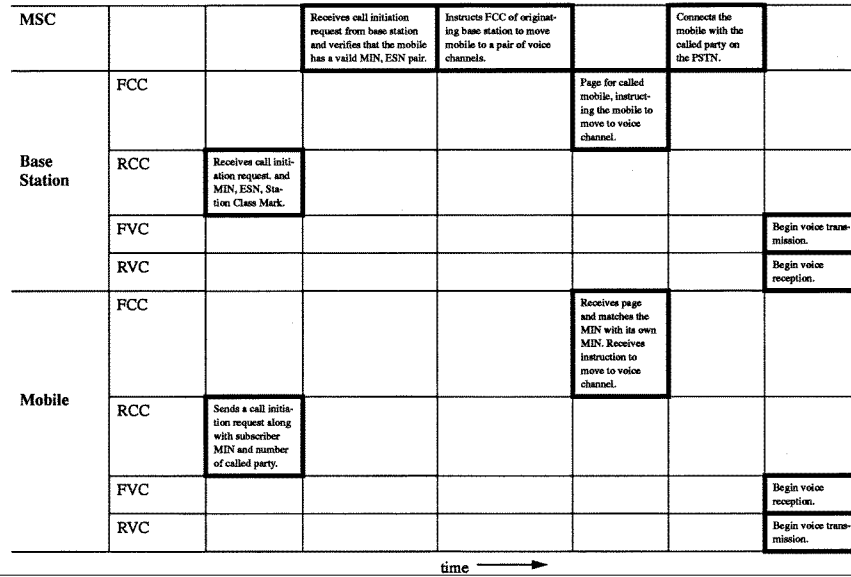 MSC
Receives call initiation
request from base station
and verifies that the mobile
has a vaild MIN, ESN pair.
Instructs FCC of originat-
ing base station to move
mobile to a pair of voice
channels.
Connects the
mobile with the
called party on
the PSTN.
Base
Station
FCC
Page for called
mobile, instruct-
ing the mobile to
move to voice
channel.
RCC
Receives call initi-
ation request, and
MIN, ESN, Sta-
tion Class Mark.
FVC
Begin voice trans-
mission.
RVC
Begin voice
reception.
Mobile
FCC
Receives page
and matches the
MIN with its own
MIN. Receives
instruction to
move to voice
channel.
RCC
Sends a call initia-
tion request along
with subscriber
MIN and number
of called party.
FVC
Begin voice
reception.
RVC
Begin voice trans-
mission.
time